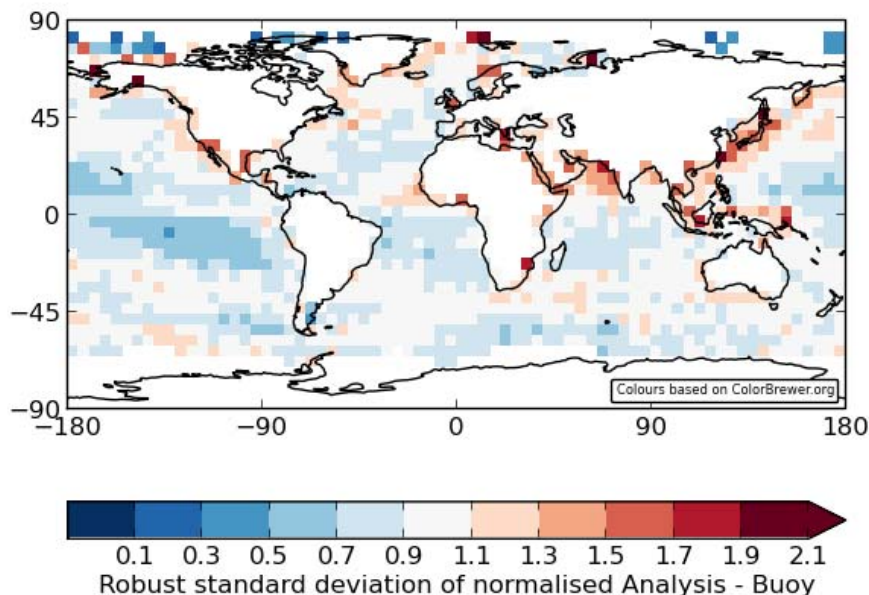 90
45
0
−45
−90
−180 −90 0 90 180
Colours based on ColorBrewer.org
0.1 0.3 0.5 0.7 0.9 1.1 1.3 1.5 1.7 1.9 2.1
Robust standard deviation of normalised Analysis - Buoy